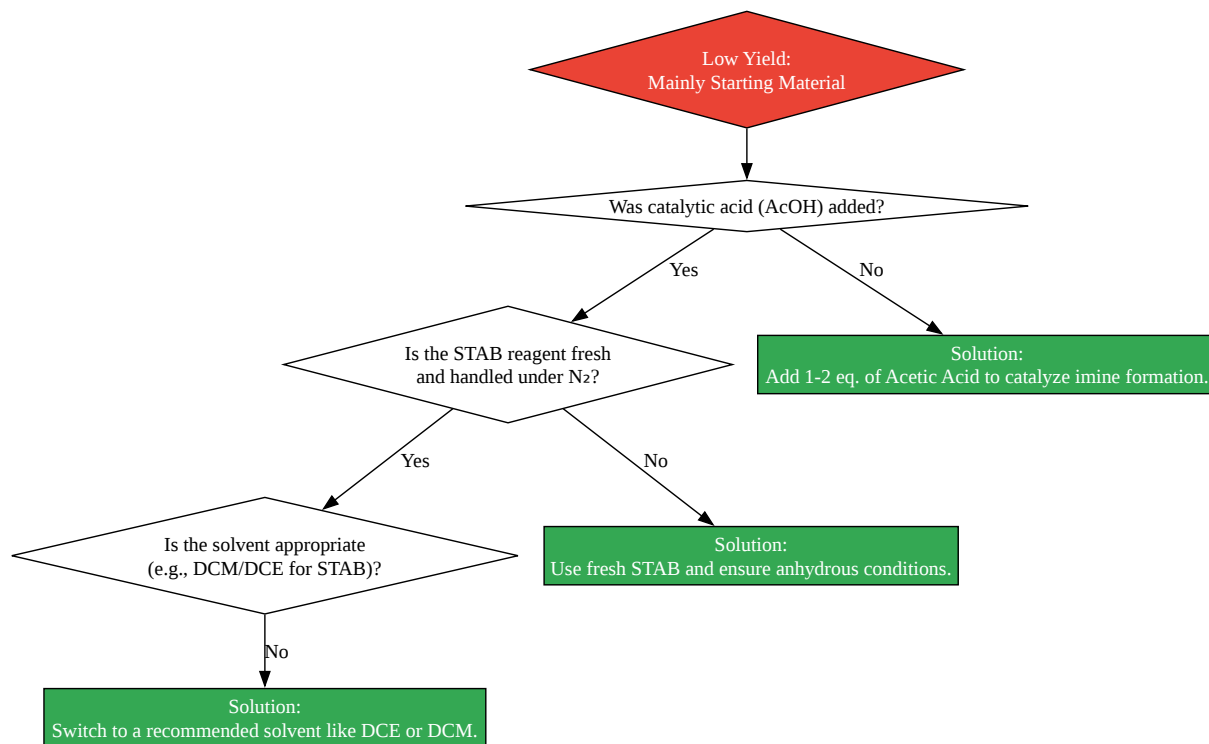 Low Yield:
Mainly Starting Material
Was catalytic acid (AcOH) added?
Yes
No
Is the STAB reagent fresh
and handled under N₂?
Solution:
Add 1-2 eq. of Acetic Acid to catalyze imine formation.
Yes
No
Is the solvent appropriate
(e.g., DCM/DCE for STAB)?
Solution:
Use fresh STAB and ensure anhydrous conditions.
No
Solution:
Switch to a recommended solvent like DCE or DCM.